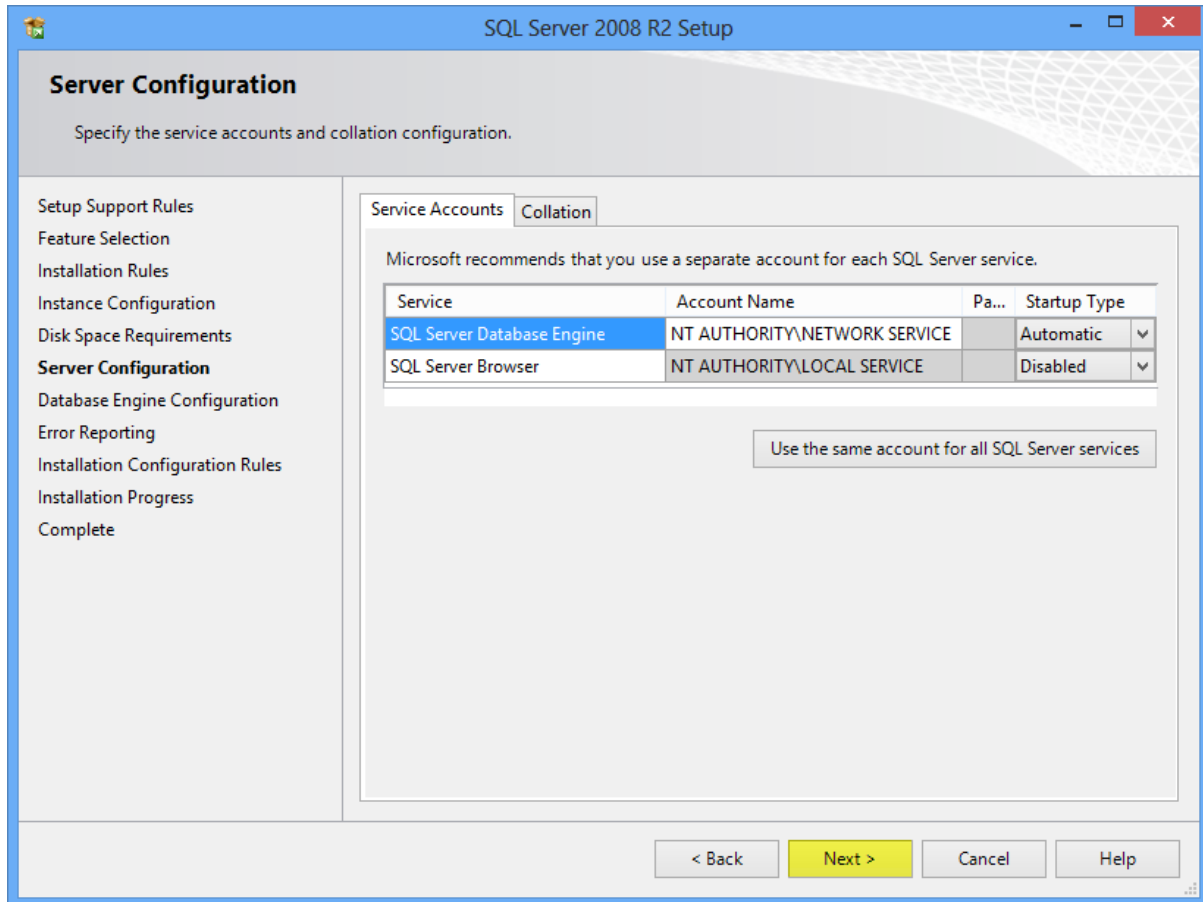 SQL Server 2008 R2 Setup
Server Configuration
Specify the service accounts and collation configuration.
Setup Support Rules
Feature Selection
Installation Rules
Instance Configuration
Disk Space Requirements
Server Configuration
Database Engine Configuration
Error Reporting
Installation Configuration Rules
Installation Progress
Complete
Service Accounts Collation
Microsoft recommends that you use a separate account for each SQL Server service.
Service Account Name Pa... Startup Type
SQL Server Database Engine NT AUTHORITY\NETWORK SERVICE Automatic
SQL Server Browser NT AUTHORITY\LOCAL SERVICE Disabled
Use the same account for all SQL Server services
< Back Next > Cancel Help